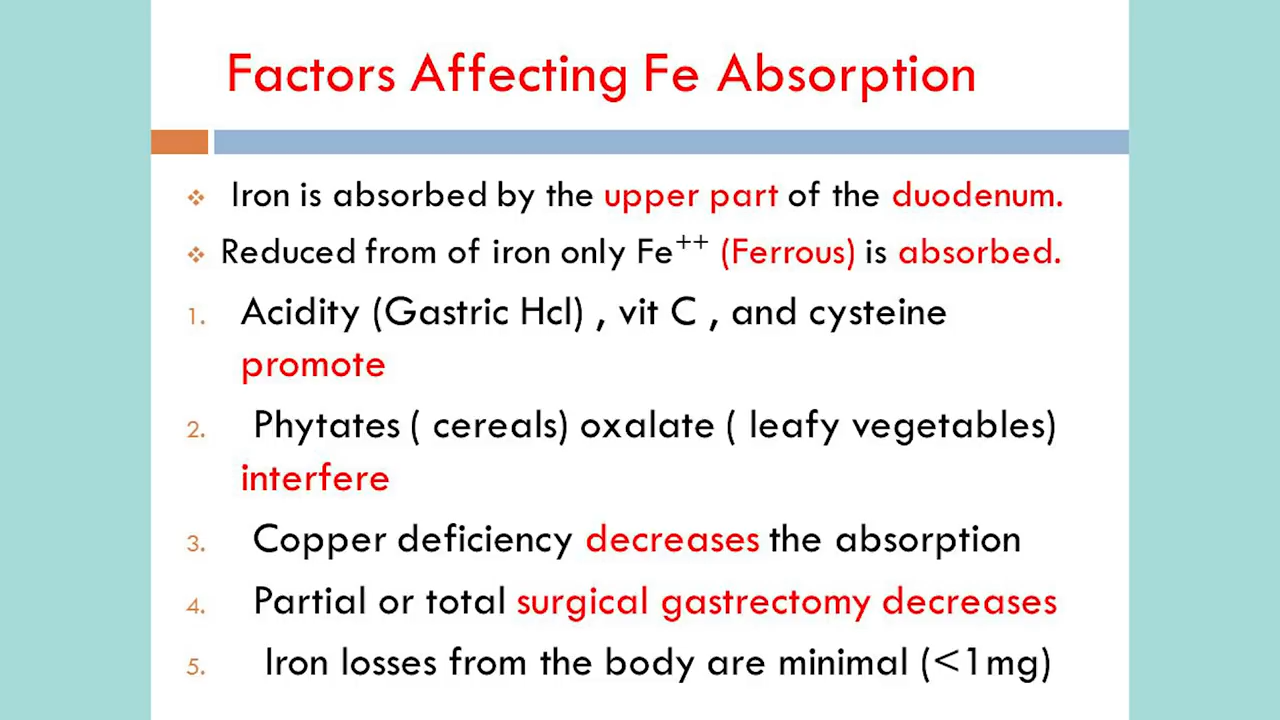 Factors Affecting Fe Absorption
❖ Iron is absorbed by the upper part of the duodenum.
❖ Reduced from of iron only Fe⁺⁺ (Ferrous) is absorbed.
1. Acidity (Gastric Hcl) , vit C , and cysteine
promote
2. Phytates ( cereals) oxalate ( leafy vegetables)
interfere
3. Copper deficiency decreases the absorption
4. Partial or total surgical gastrectomy decreases
5. Iron losses from the body are minimal (<1mg)